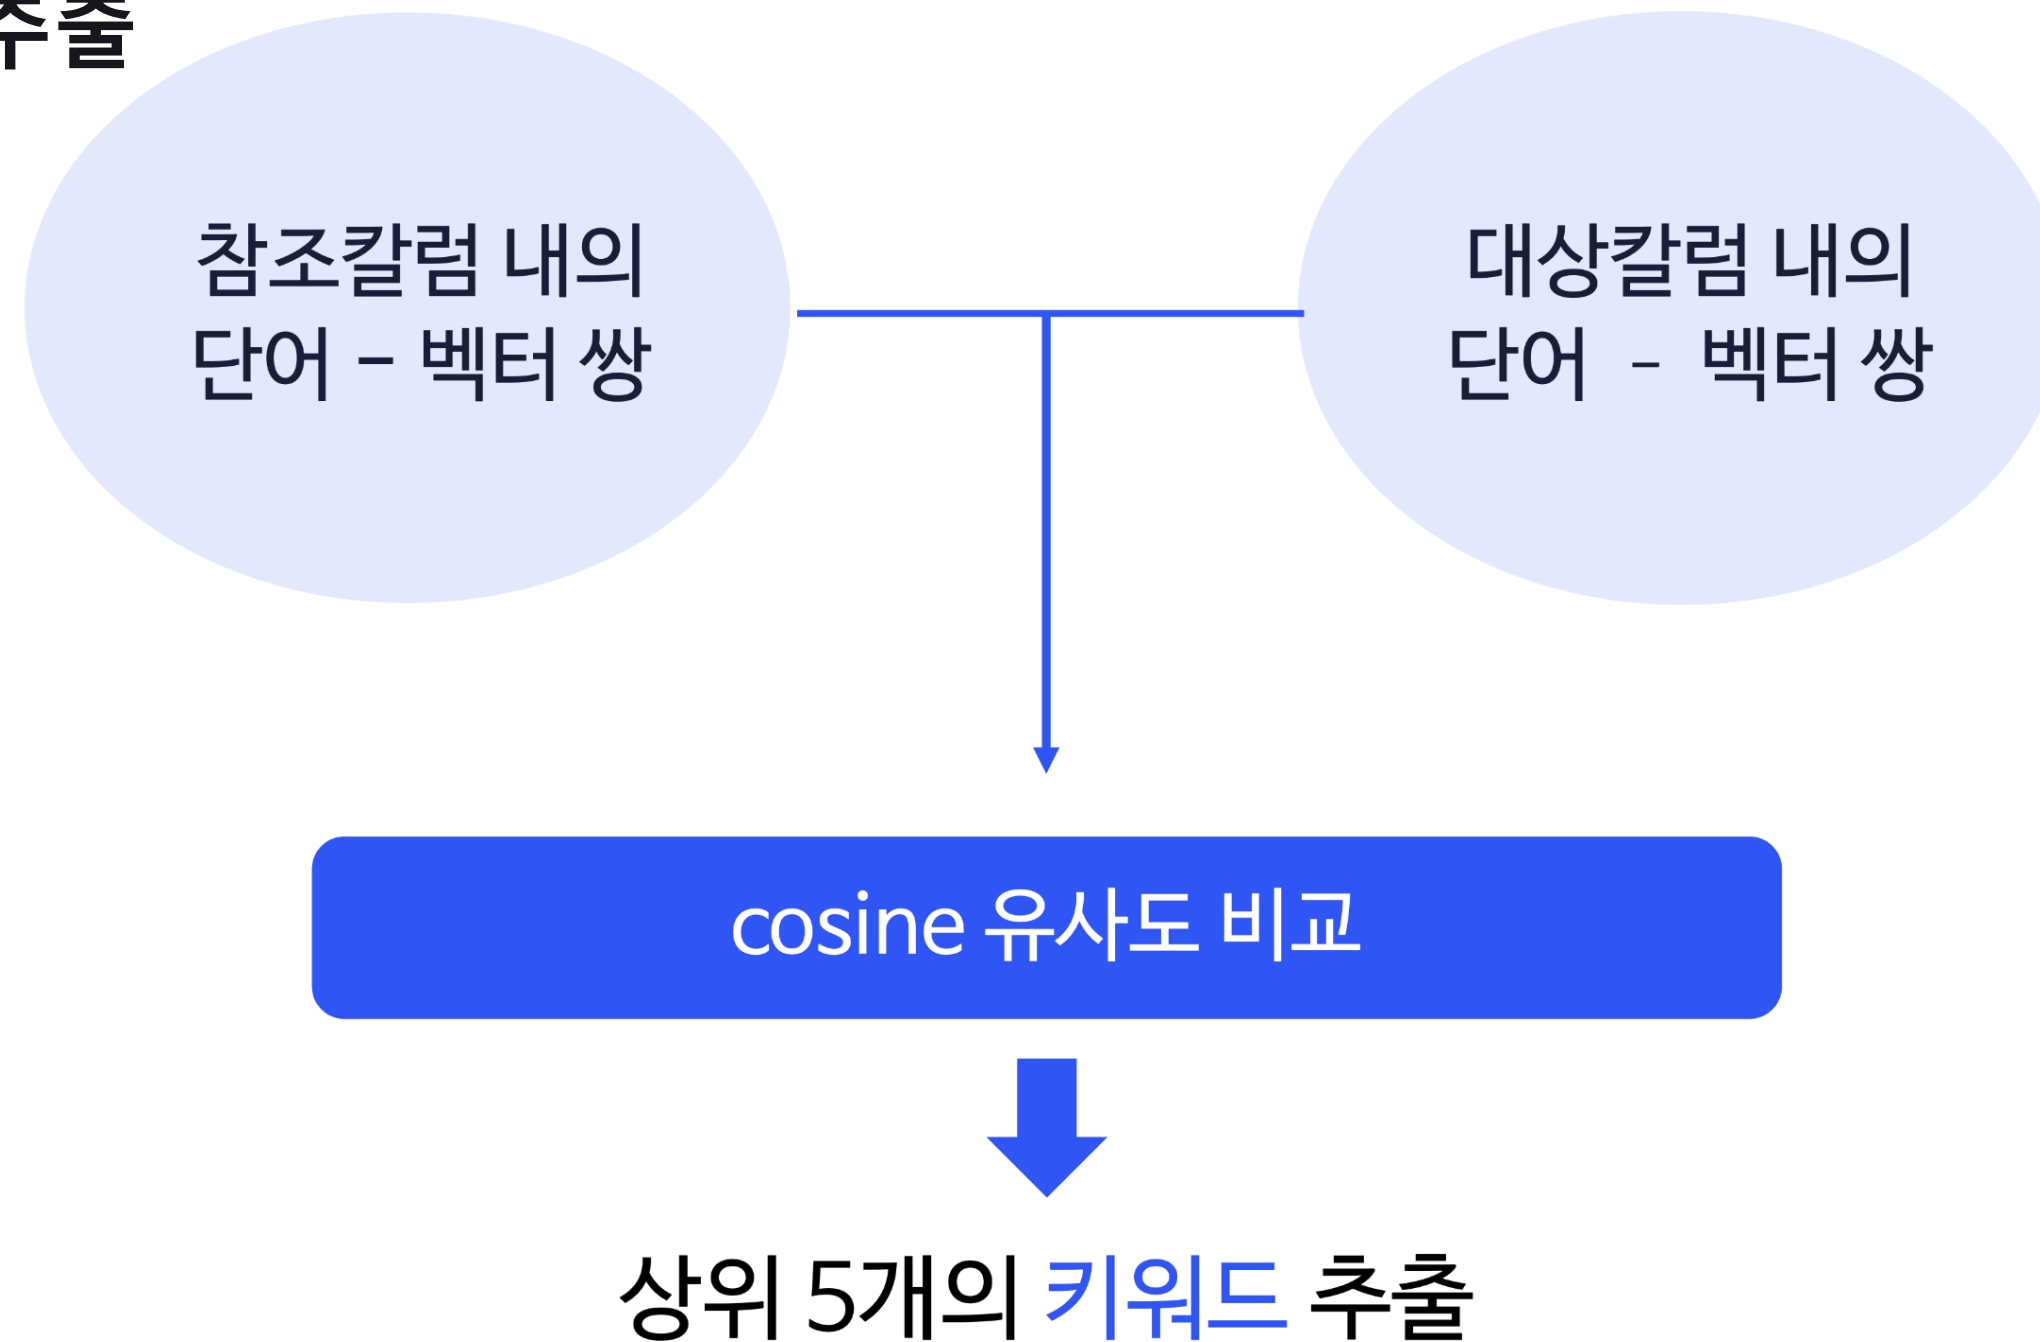 추출
참조칼럼 내의
단어 - 벡터 쌍
대상칼럼 내의
단어 - 벡터 쌍
cosine 유사도 비교
상위 5개의 키워드 추출